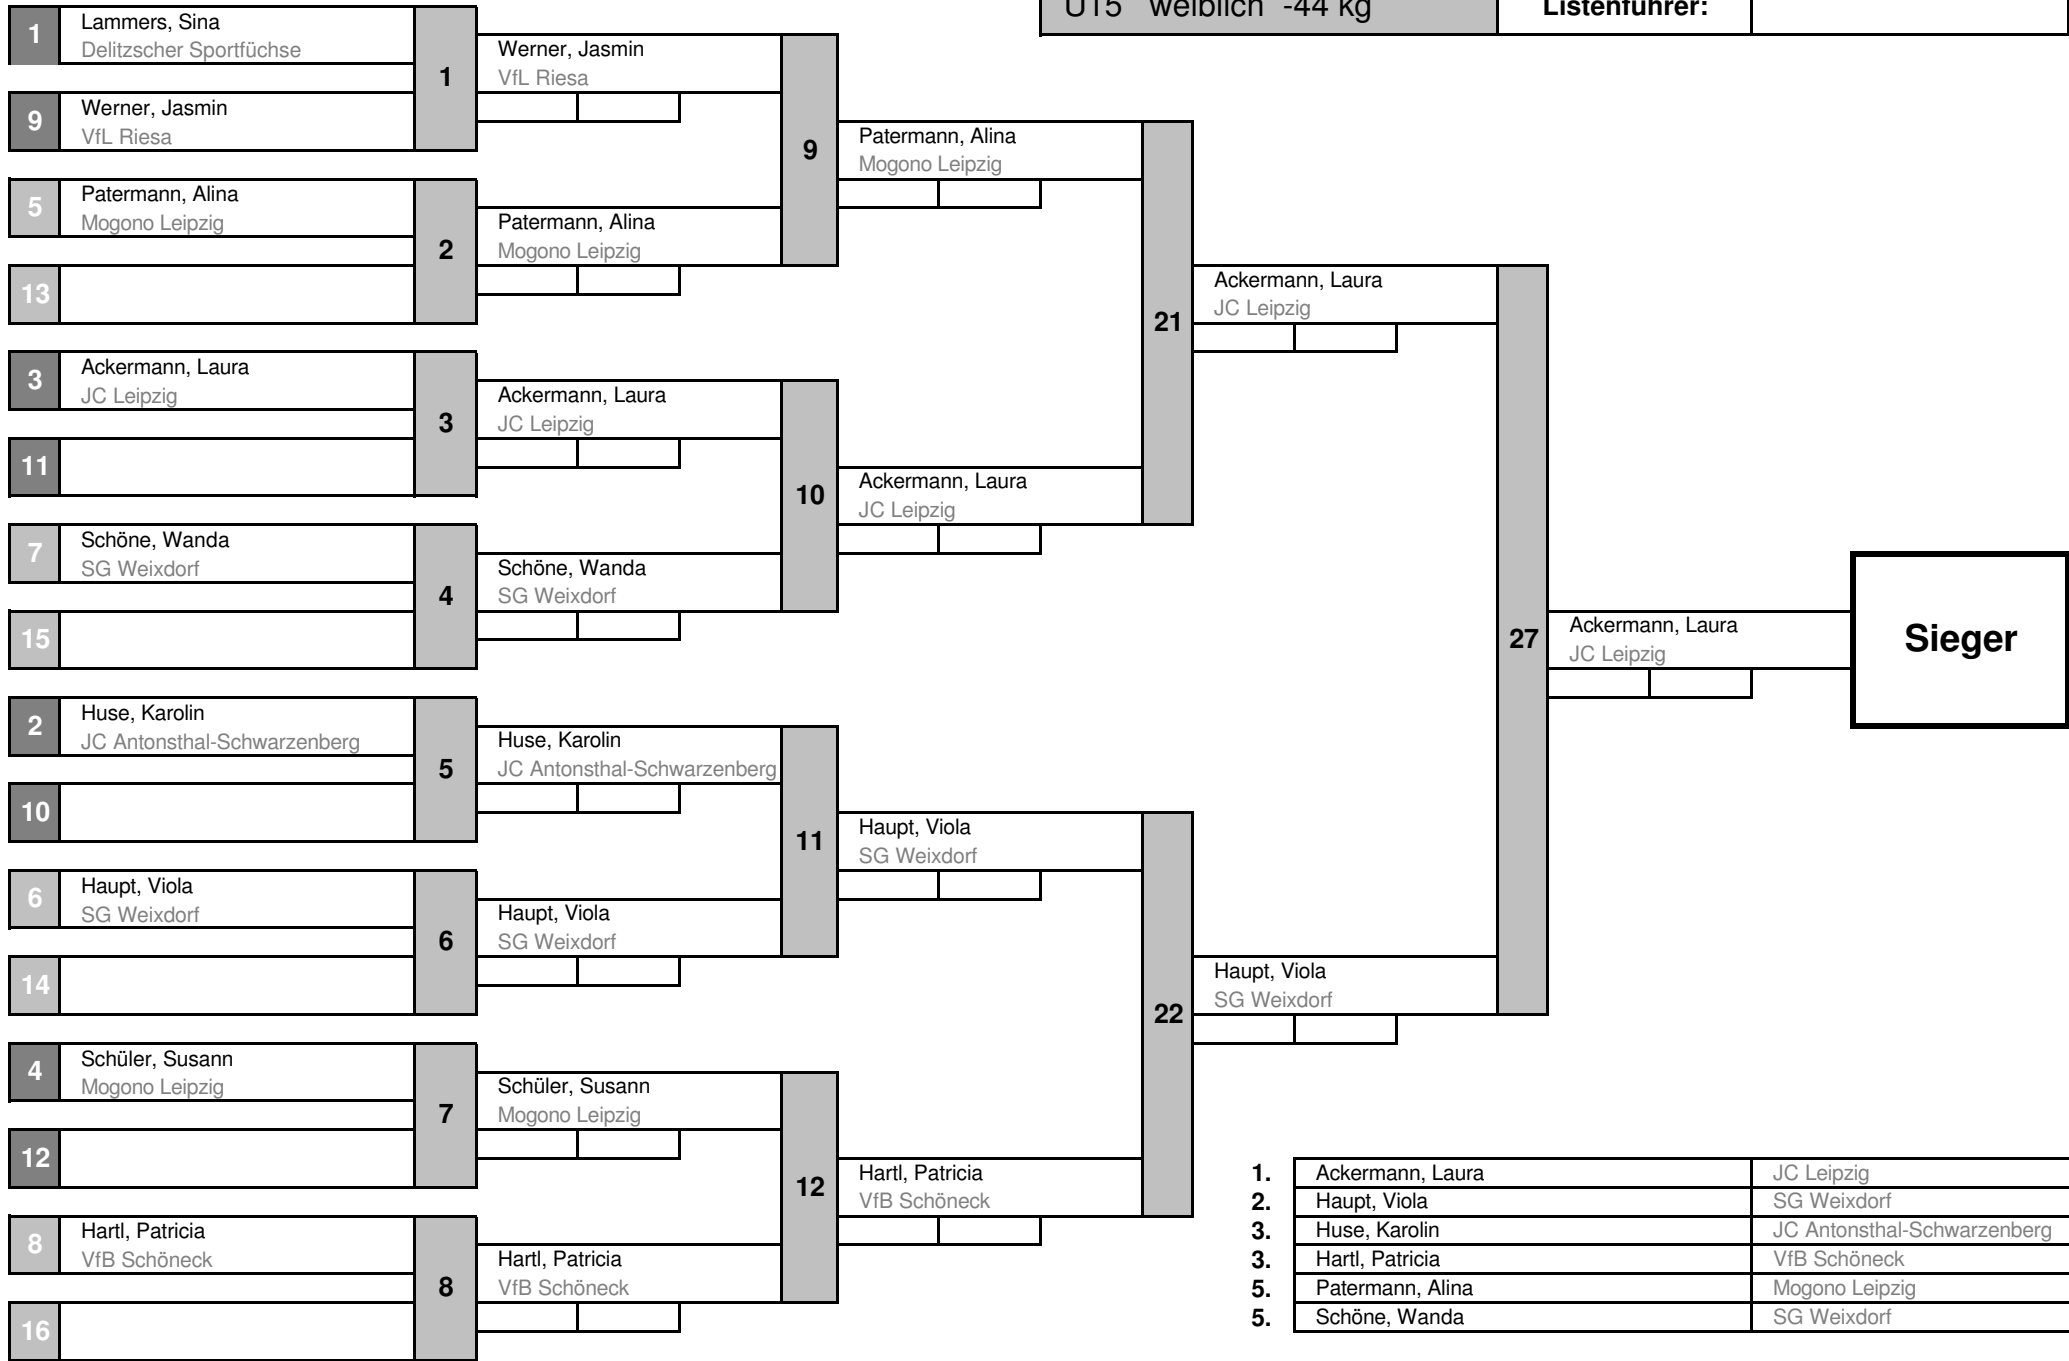 U15 weiblich -44 kg
Listenführer:
1
Lammers, Sina
Delitzscher Sportfüchse
9
Werner, Jasmin
VfL Riesa
5
Patermann, Alina
Mogono Leipzig
13
3
Ackermann, Laura
JC Leipzig
11
7
Schöne, Wanda
SG Weixdorf
15
2
Huse, Karolin
JC Antonsthal-Schwarzenberg
10
6
Haupt, Viola
SG Weixdorf
14
4
Schüler, Susann
Mogono Leipzig
12
8
Hartl, Patricia
VfB Schöneck
16
1
2
3
4
5
6
7
8
Werner, Jasmin
VfL Riesa
Patermann, Alina
Mogono Leipzig
Ackermann, Laura
JC Leipzig
Schöne, Wanda
SG Weixdorf
Huse, Karolin
JC Antonsthal-Schwarzenberg
Haupt, Viola
SG Weixdorf
Schüler, Susann
Mogono Leipzig
Hartl, Patricia
VfB Schöneck
9
10
11
12
Patermann, Alina
Mogono Leipzig
Ackermann, Laura
JC Leipzig
Haupt, Viola
SG Weixdorf
Hartl, Patricia
VfB Schöneck
21
22
Ackermann, Laura
JC Leipzig
Haupt, Viola
SG Weixdorf
27
Ackermann, Laura
JC Leipzig
Sieger
1. Ackermann, Laura JC Leipzig
2. Haupt, Viola SG Weixdorf
3. Huse, Karolin JC Antonsthal-Schwarzenberg
3. Hartl, Patricia VfB Schöneck
5. Patermann, Alina Mogono Leipzig
5. Schöne, Wanda SG Weixdorf